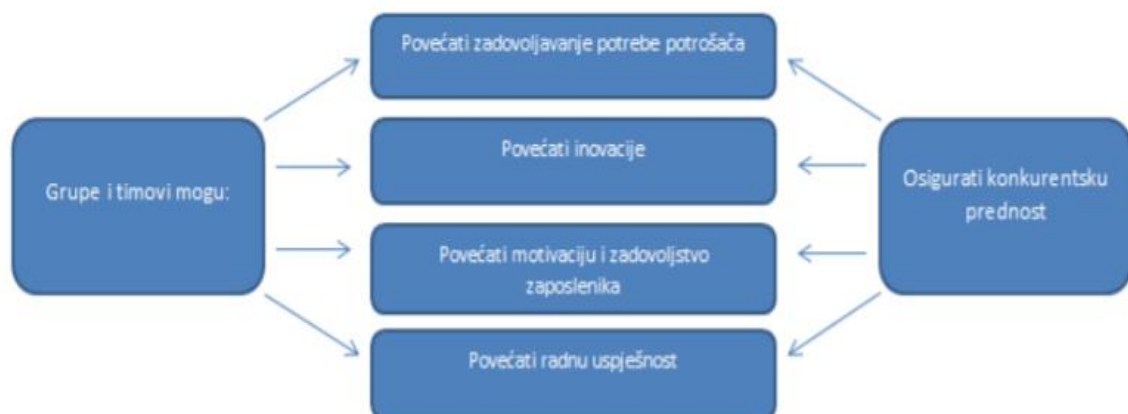 Povećati zadovoljavanje potrebe potrošača
Povećati inovacije
Grupe i timovi mogu:
Osigurati konkurentsku
prednost
Povećati motivaciju i zadovoljstvo
zaposlenika
Povećati radnu uspješnost